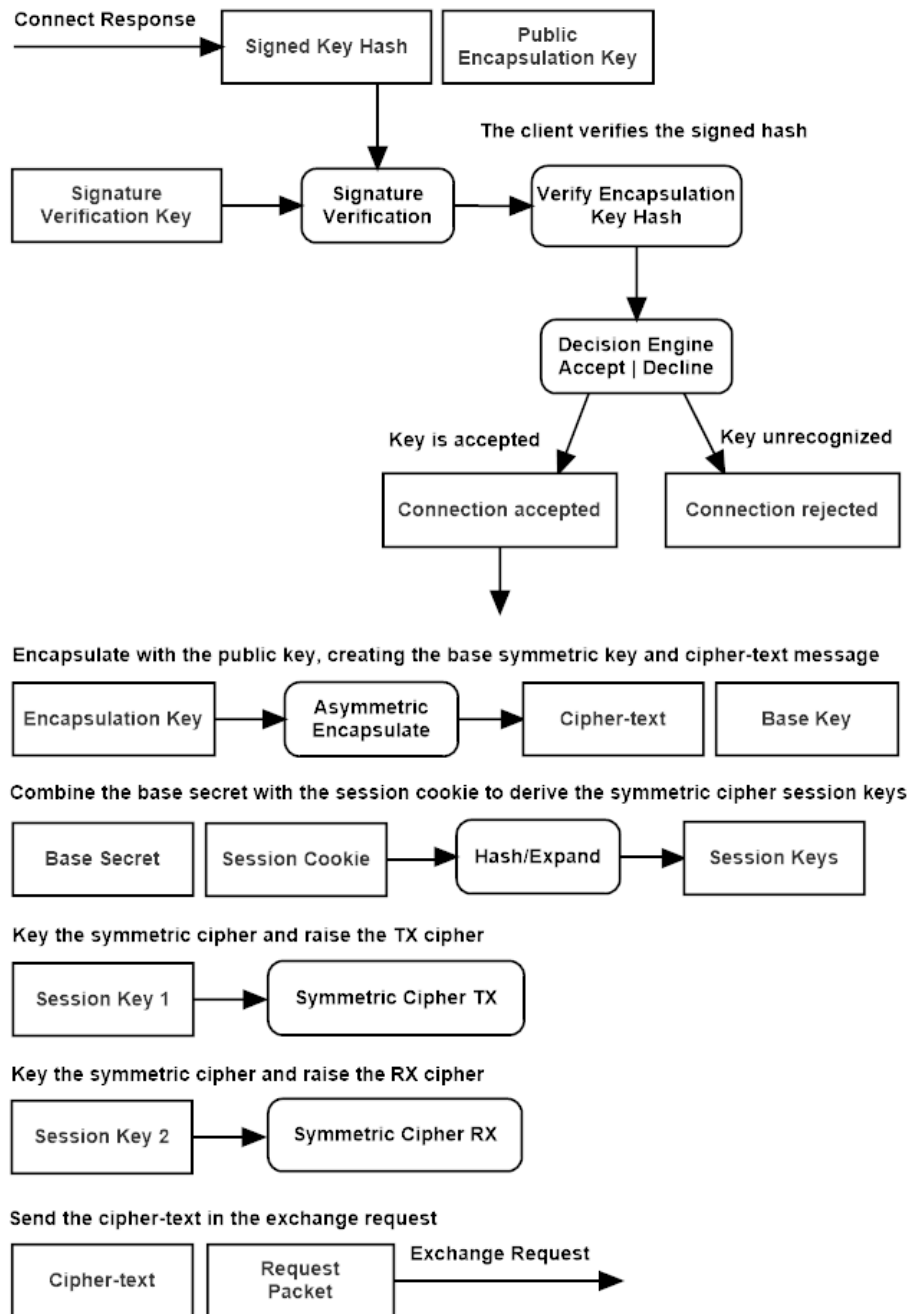 Connect Response
Signed Key Hash
Public
Encapsulation Key
The client verifies the signed hash
Signature
Verification Key
Signature
Verification
Verify Encapsulation
Key Hash
Decision Engine
Accept | Decline
Key is accepted
Key unrecognized
Connection accepted
Connection rejected
Encapsulate with the public key, creating the base symmetric key and cipher-text message
Encapsulation Key
Asymmetric
Encapsulate
Cipher-text
Base Key
Combine the base secret with the session cookie to derive the symmetric cipher session keys
Base Secret
Session Cookie
Hash/Expand
Session Keys
Key the symmetric cipher and raise the TX cipher
Session Key 1
Symmetric Cipher TX
Key the symmetric cipher and raise the RX cipher
Session Key 2
Symmetric Cipher RX
Send the cipher-text in the exchange request
Cipher-text
Request
Packet
Exchange Request